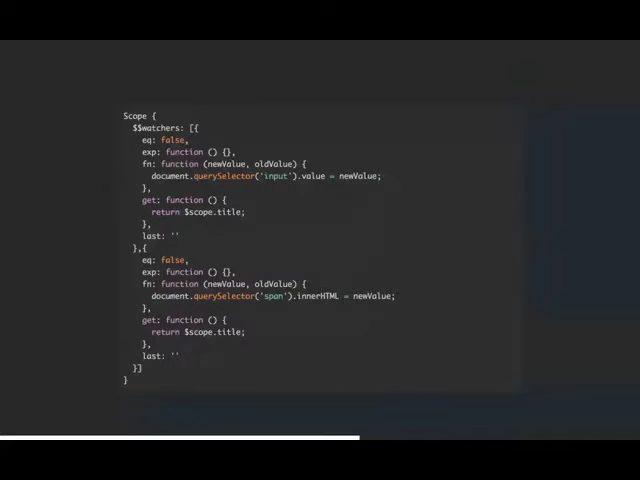 Scope {
$$watchers: [{
eq: false,
exp: function () {},
fn: function (newValue, oldValue) {
document.querySelector('input').value = newValue;
},
get: function () {
return $scope.title;
},
last: ''
},{
eq: false,
exp: function () {},
fn: function (newValue, oldValue) {
document.querySelector('span').innerHTML = newValue;
},
get: function () {
return $scope.title;
},
last: ''
}]
}